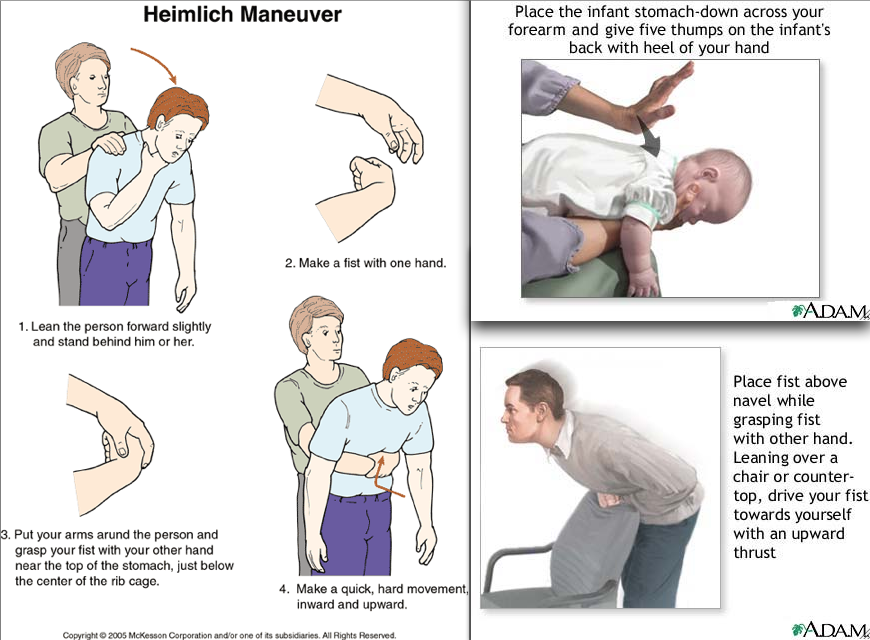 Heimlich Maneuver
1. Lean the person forward slightly
and stand behind him or her.
2. Make a fist with one hand.
3. Put your arms arund the person and
grasp your fist with your other hand
near the top of the stomach, just below
the center of the rib cage.
4. Make a quick, hard movement,
inward and upward.
Copyright © 2005 McKesson Corporation and/or one of its subsidiaries. All Rights Reserved.
Place the infant stomach-down across your
forearm and give five thumps on the infant's
back with heel of your hand
ADAM
Place fist above
navel while
grasping fist
with other hand.
Leaning over a
chair or counter-
top, drive your fist
towards yourself
with an upward
thrust
ADAM